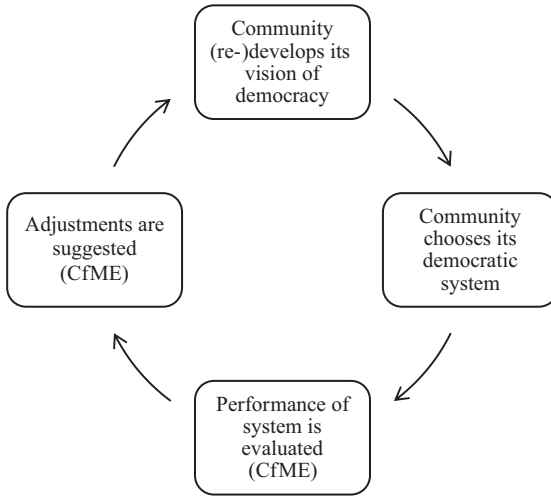 Community
(re-)develops its
vision of
democracy
Community
chooses its
democratic
system
Performance of
system is
evaluated
(CfME)
Adjustments are
suggested
(CfME)